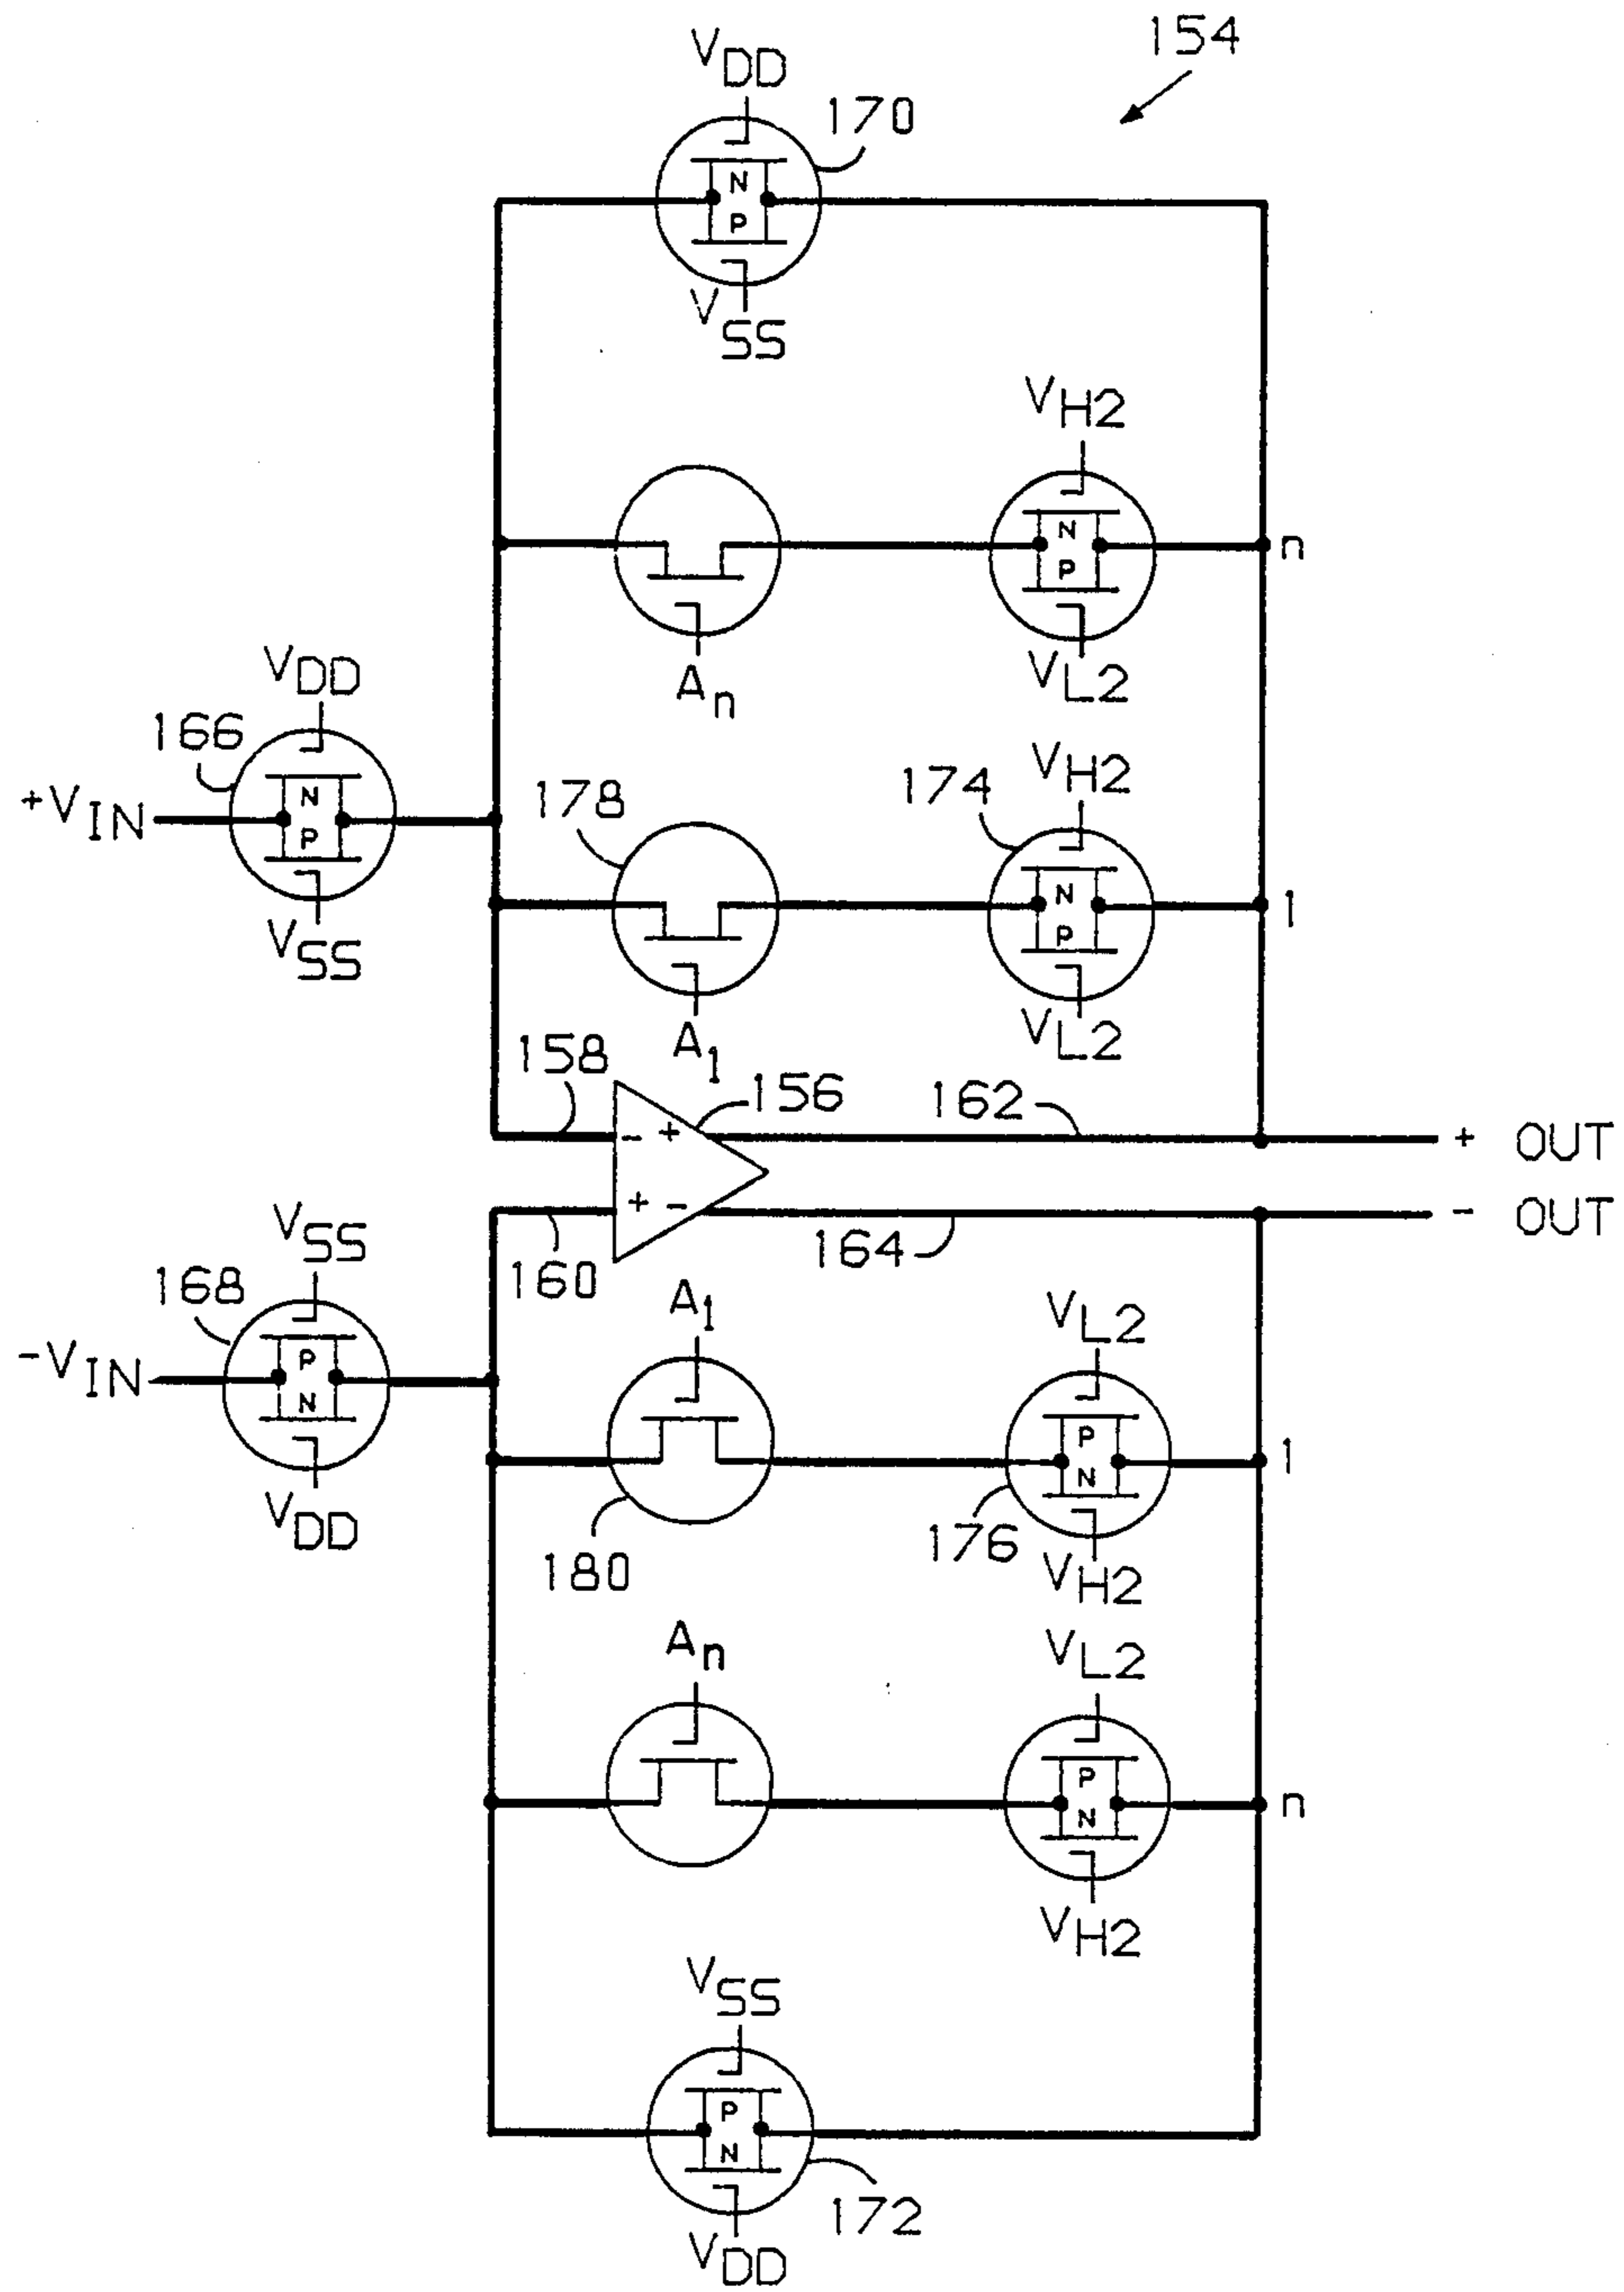 154
VDD
170
N
P
VSS
VH2
N
P
An
VL2
VDD
166
N
P
+VIN
VSS
178
174
VH2
N
P
1
A1
VL2
n
158
156
162
- +
+ -
+ OUT
- OUT
160
164
VSS
168
P
N
-VIN
VDD
A1
VL2
P
N
1
180
176
VH2
An
VL2
P
N
n
VH2
VSS
P
N
172
VDD